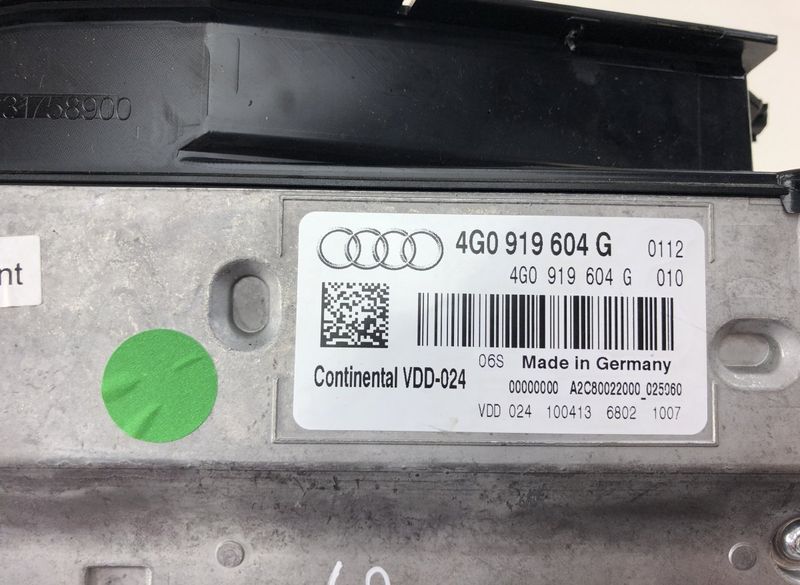 31758900
4G0 919 604 G 0112
4G0 919 604 G 010
06S Made in Germany
Continental VDD-024
00000000 A2C80022000_025060
VDD 024 100413 6802 1007
nt